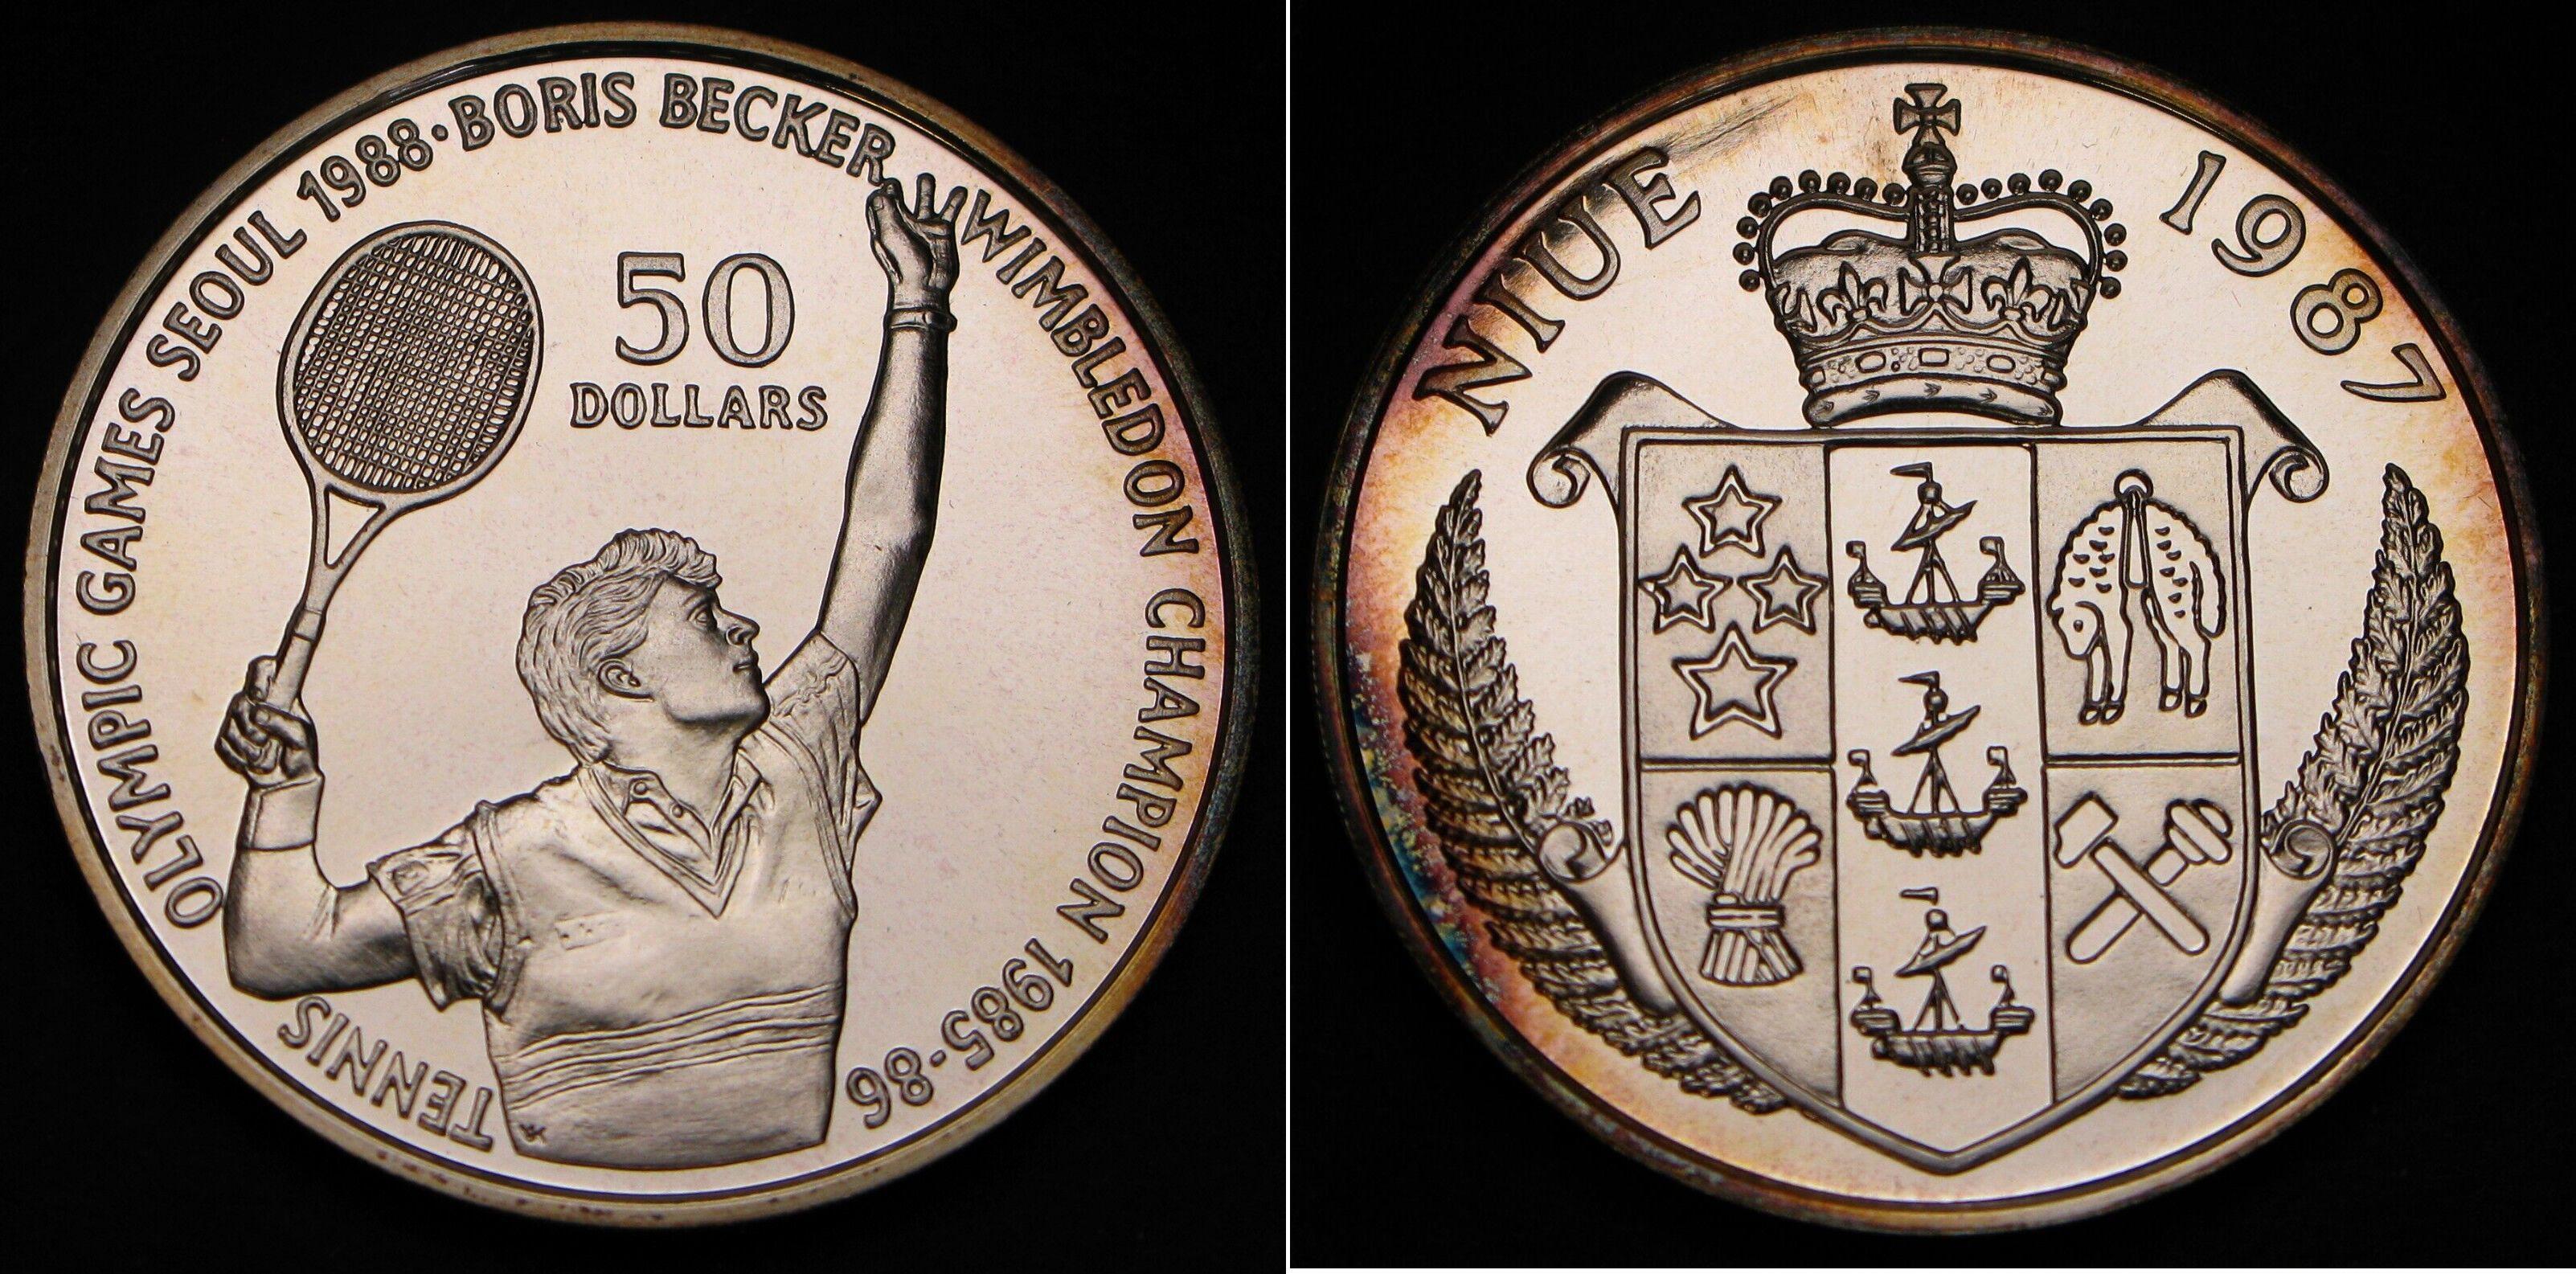 OLYMPIC GAMES SEOUL 1988·BORIS BECKER WIMBLEDON CHAMPION 1985-86
TENNIS
50
DOLLARS
NIUE 1987